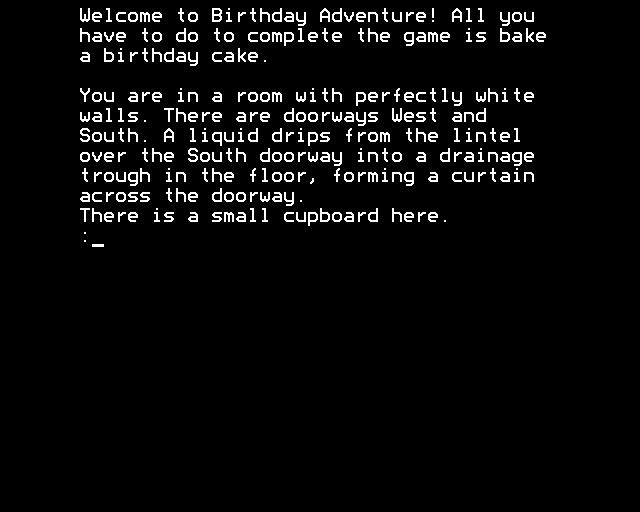 Welcome to Birthday Adventure! All you
have to do to complete the game is bake
a birthday cake.
You are in a room with perfectly white
walls. There are doorways West and
South. A liquid drips from the lintel
over the South doorway into a drainage
trough in the floor, forming a curtain
across the doorway.
There is a small cupboard here.
:_